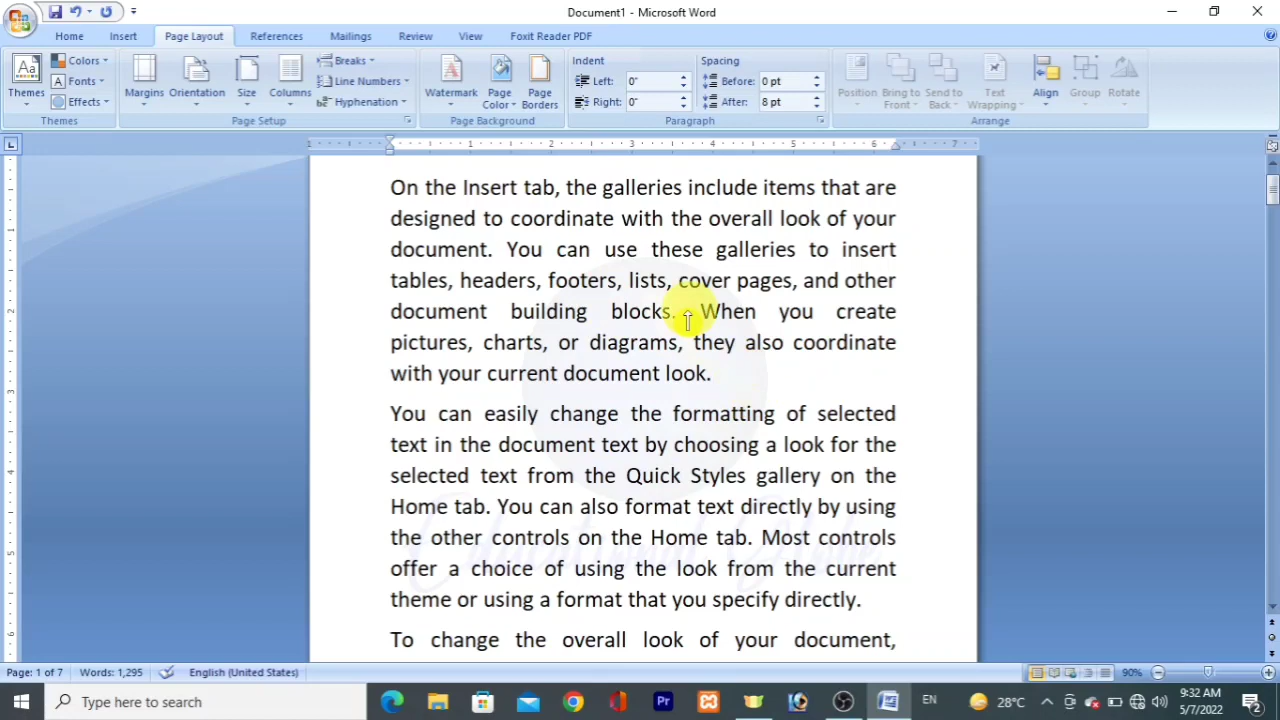 Document1 - Microsoft Word
Home Insert Page Layout References Mailings Review View Foxit Reader PDF
Themes Colors Fonts Effects Themes
Margins Orientation Size Columns Breaks Line Numbers Hyphenation Page Setup
Watermark Page Color Page Borders Page Background
Indent Left: 0" Right: 0" Spacing Before: 0 pt After: 8 pt Paragraph
Position Bring to Front Send to Back Text Wrapping Align Group Rotate Arrange
1 1 2 3 4 5 6 7
On the Insert tab, the galleries include items that are
designed to coordinate with the overall look of your
document. You can use these galleries to insert
tables, headers, footers, lists, cover pages, and other
document building blocks. When you create
pictures, charts, or diagrams, they also coordinate
with your current document look.
You can easily change the formatting of selected
text in the document text by choosing a look for the
selected text from the Quick Styles gallery on the
Home tab. You can also format text directly by using
the other controls on the Home tab. Most controls
offer a choice of using the look from the current
theme or using a format that you specify directly.
To change the overall look of your document,
Page: 1 of 7 Words: 1,295 English (United States) 90%
Type here to search EN 28°C 9:32 AM
5/7/2022 2